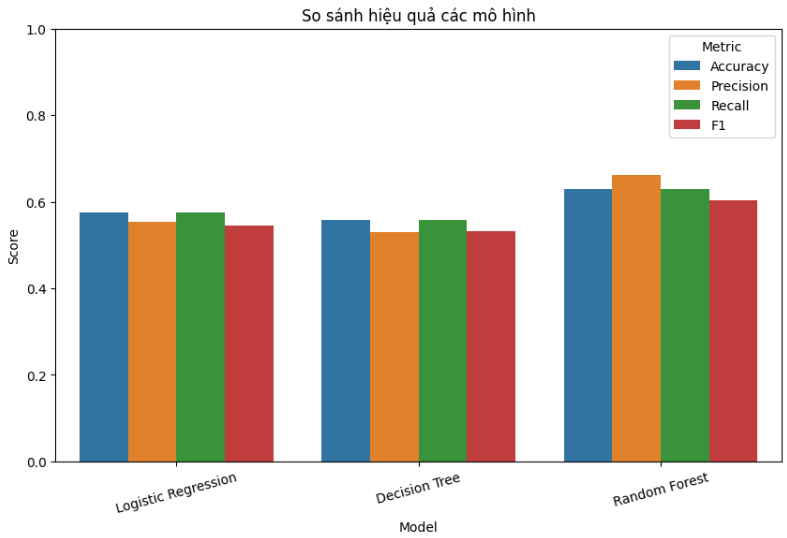 So sánh hiệu quả các mô hình
Metric
Accuracy
Precision
Recall
F1
1.0
0.8
0.6
0.4
0.2
0.0
Score
Logistic Regression
Decision Tree
Random Forest
Model